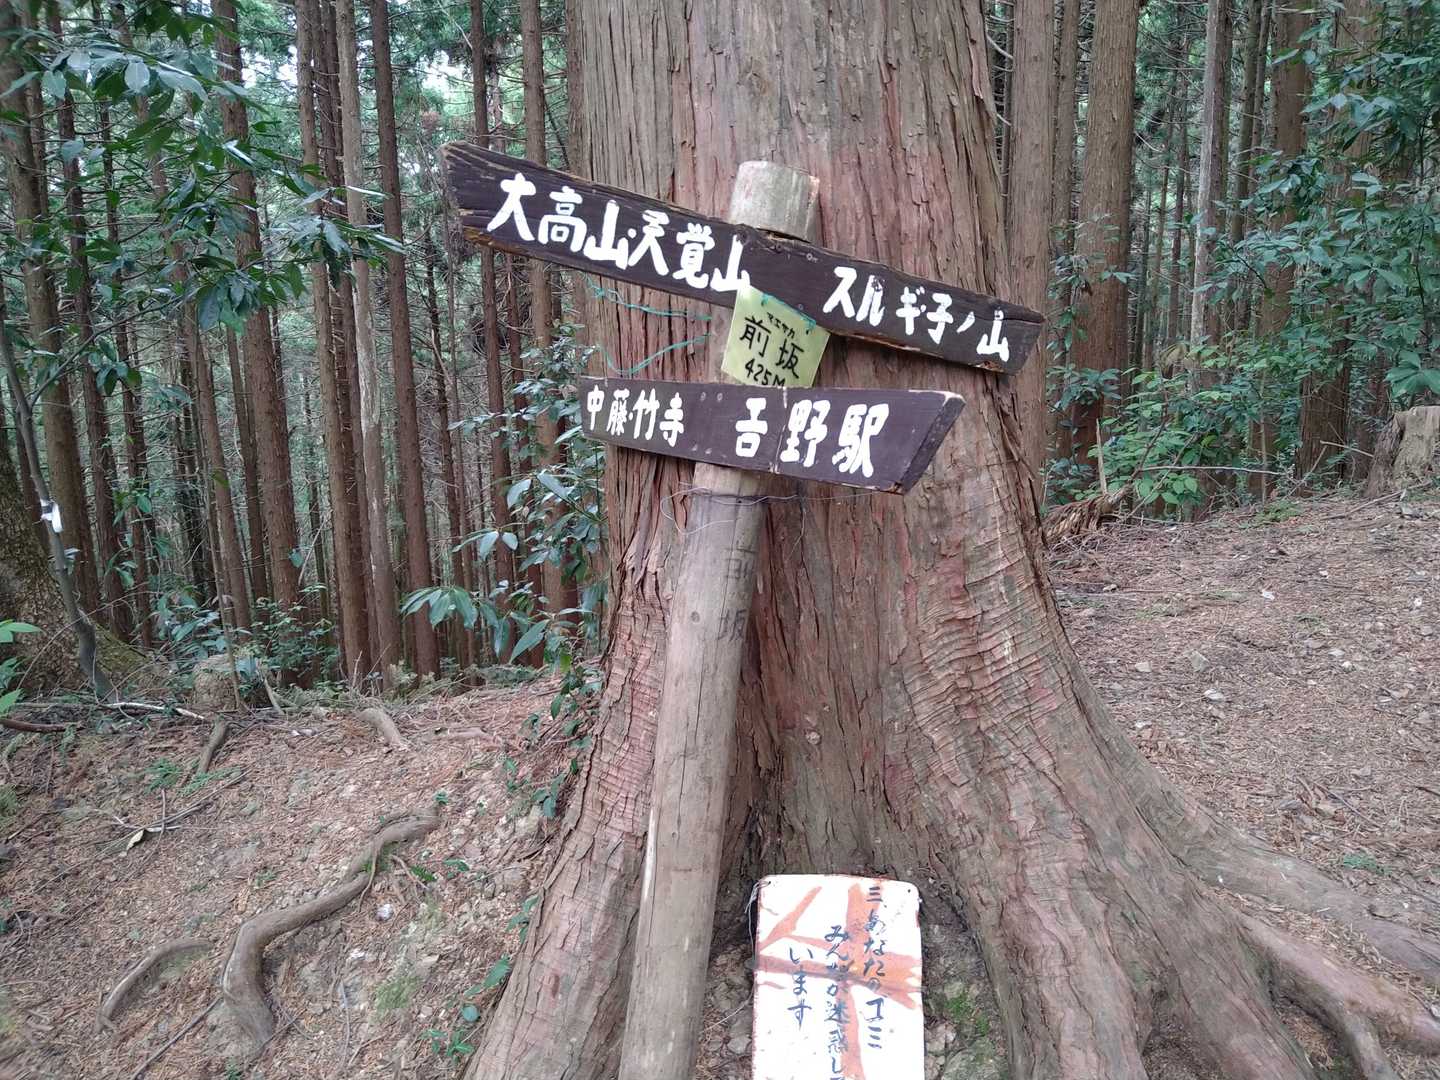 大高山・天覚山 スルギ子ノ山
マエサカ
前坂
425M
中藤・竹寺 吾野駅
前坂
三 あなたのゴミ
みんなが迷惑して
います